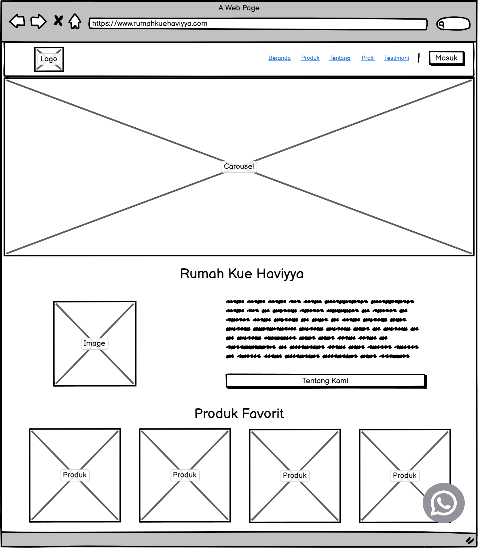 A Web Page
https://www.rumahkuehaviyya.com
Logo
Beranda Produk Tentang Profil Testimoni | Masuk
Carousel
Rumah Kue Haviyya
Image
Tentang Kami
Produk Favorit
Produk Produk Produk Produk